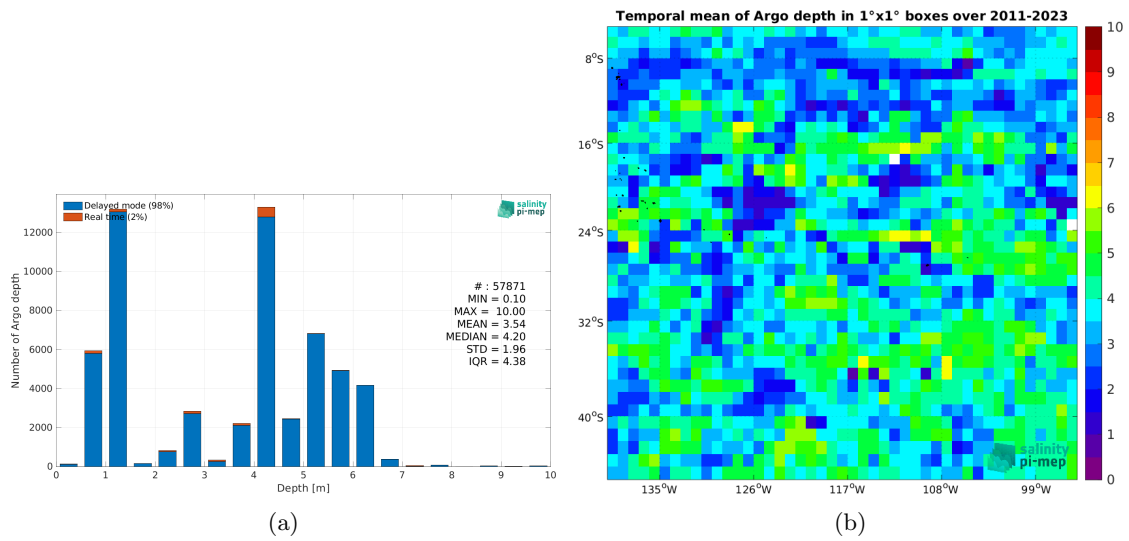 Delayed mode (98%)
Real time (2%)
salinity
pi-mep
12000
10000
8000
6000
4000
2000
0
Number of Argo depth
# : 57871
MIN = 0.10
MAX = 10.00
MEAN = 3.54
MEDIAN = 4.20
STD = 1.96
IQR = 4.38
0 1 2 3 4 5 6 7 8 9 10
Depth [m]
(a)
Temporal mean of Argo depth in 1°x1° boxes over 2011-2023
8°S
16°S
24°S
32°S
40°S
135°W 126°W 117°W 108°W 99°W
salinity
pi-mep
10
9
8
7
6
5
4
3
2
1
0
(b)